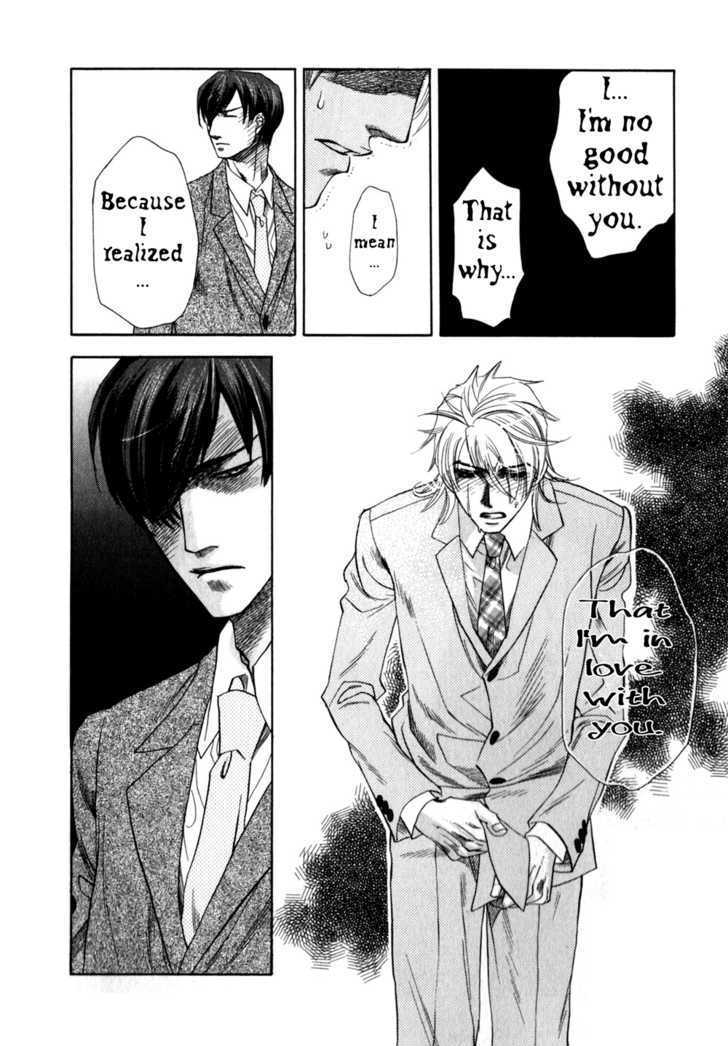 I...
I'm no
good
without
you.
That
is
why...
I
mean
...
Because
I
realized
...
That
I'm in
love
with
you.